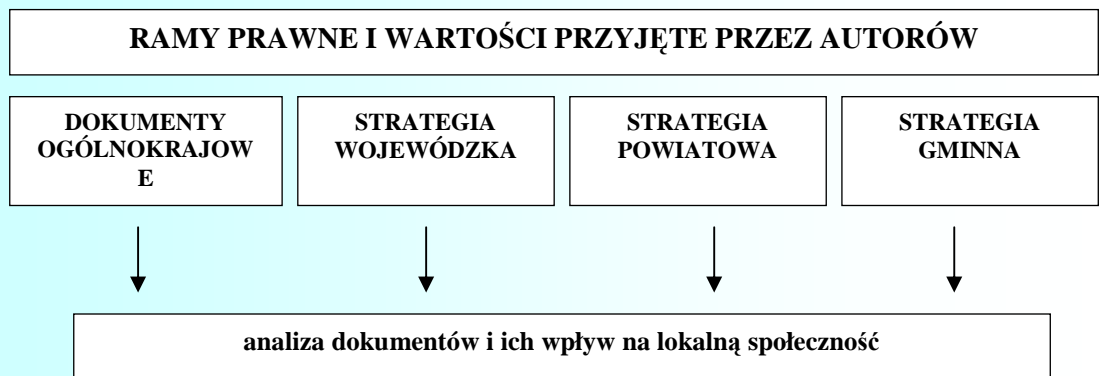 RAMY PRAWNE I WARTOŚCI PRZYJĘTE PRZEZ AUTORÓW
DOKUMENTY
OGÓLNOKRAJOW
E
STRATEGIA
WOJEWÓDZKA
STRATEGIA
POWIATOWA
STRATEGIA
GMINNA
analiza dokumentów i ich wpływ na lokalną społeczność